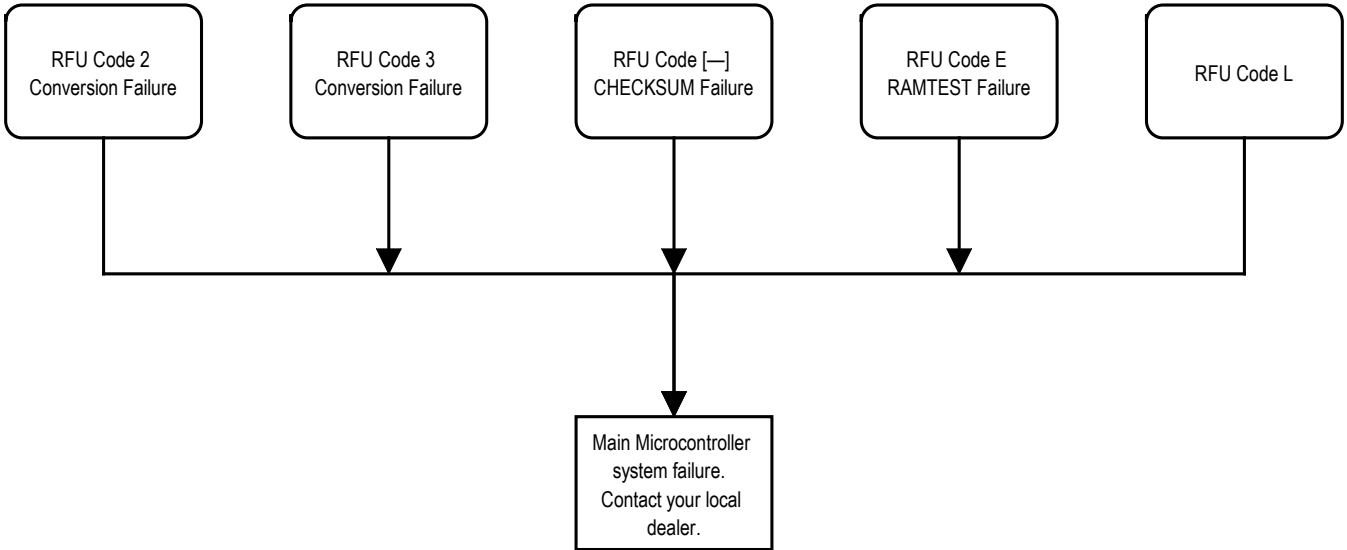 RFU Code 2
Conversion Failure
RFU Code 3
Conversion Failure
RFU Code [—]
CHECKSUM Failure
RFU Code E
RAMTEST Failure
RFU Code L
Main Microcontroller
system failure.
Contact your local
dealer.